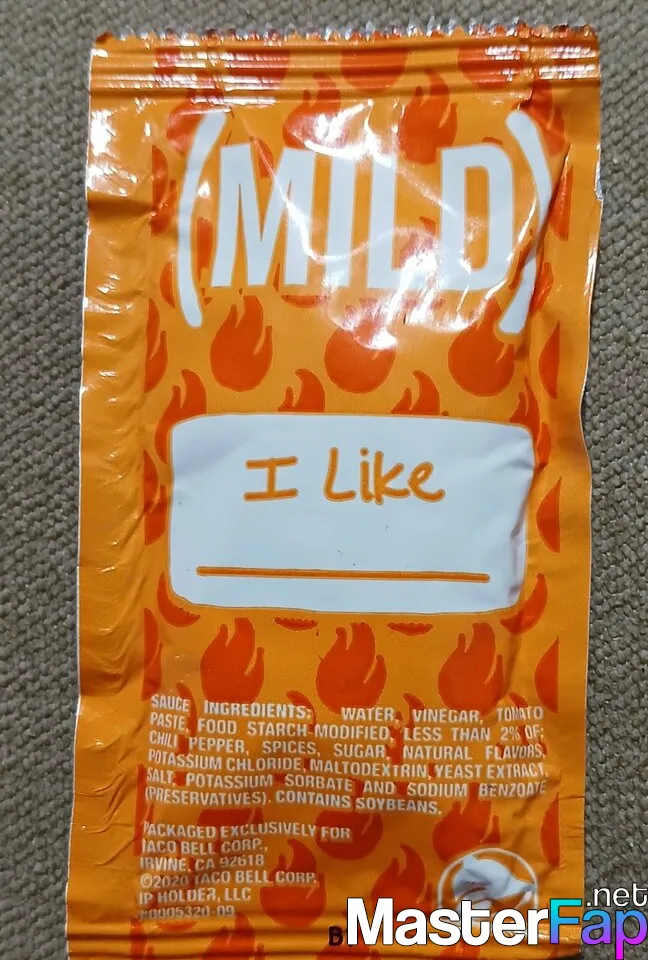 (MILD)
I Like
SAUCE INGREDIENTS: WATER, VINEGAR, TOMATO
PASTE, FOOD STARCH-MODIFIED, LESS THAN 2% OF:
CHILI PEPPER, SPICES, SUGAR, NATURAL FLAVORS,
POTASSIUM CHLORIDE, MALTODEXTRIN, YEAST EXTRACT,
SALT, POTASSIUM SORBATE AND SODIUM BENZOATE
(PRESERVATIVES). CONTAINS SOYBEANS.
PACKAGED EXCLUSIVELY FOR
TACO BELL CORP.,
IRVINE, CA 92618
©2020 TACO BELL CORP.
IP HOLDER, LLC
MasterFap.net